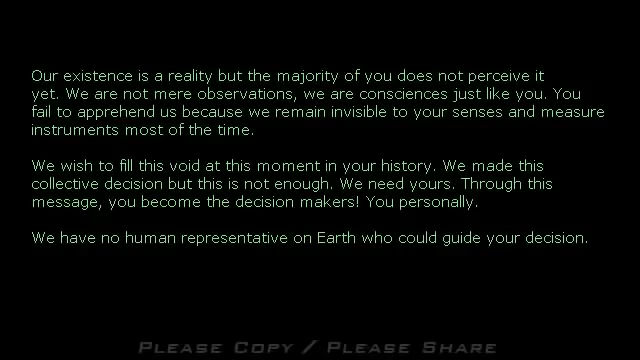 Our existence is a reality but the majority of you does not perceive it
yet. We are not mere observations, we are consciences just like you. You
fail to apprehend us because we remain invisible to your senses and measure
instruments most of the time.
We wish to fill this void at this moment in your history. We made this
collective decision but this is not enough. We need yours. Through this
message, you become the decision makers! You personally.
We have no human representative on Earth who could guide your decision.
Please Copy / Please Share